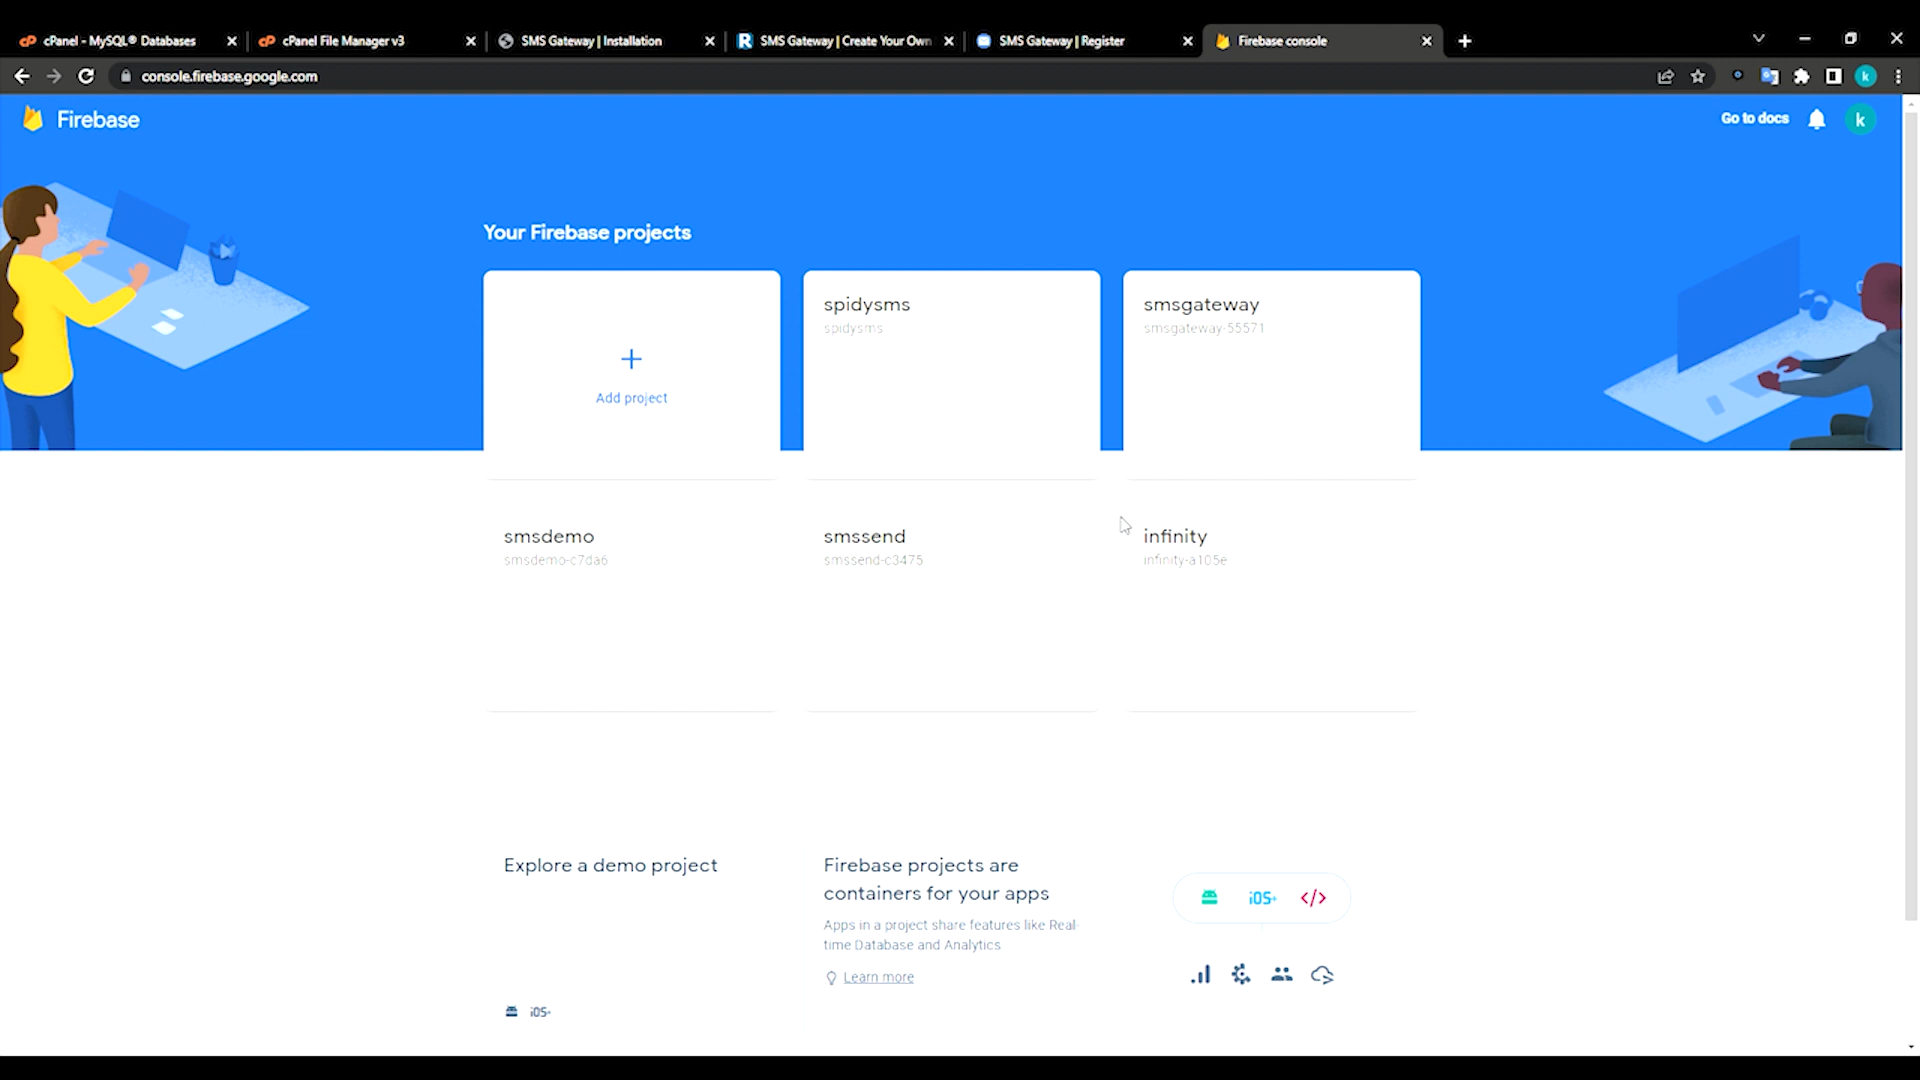 cPanel - MySQL® Databases
cPanel File Manager v3
SMS Gateway | Installation
SMS Gateway | Create Your Own
SMS Gateway | Register
Firebase console
console.firebase.google.com
k
Firebase
Go to docs
k
Your Firebase projects
Add project
spidysms
spidysms
smsgateway
smsgateway-55571
smsdemo
smsdemo-c7da6
smssend
smssend-c3475
infinity
infinity-a105e
Explore a demo project
iOS+
Firebase projects are
containers for your apps
Apps in a project share features like Real-
time Database and Analytics
Learn more
iOS+